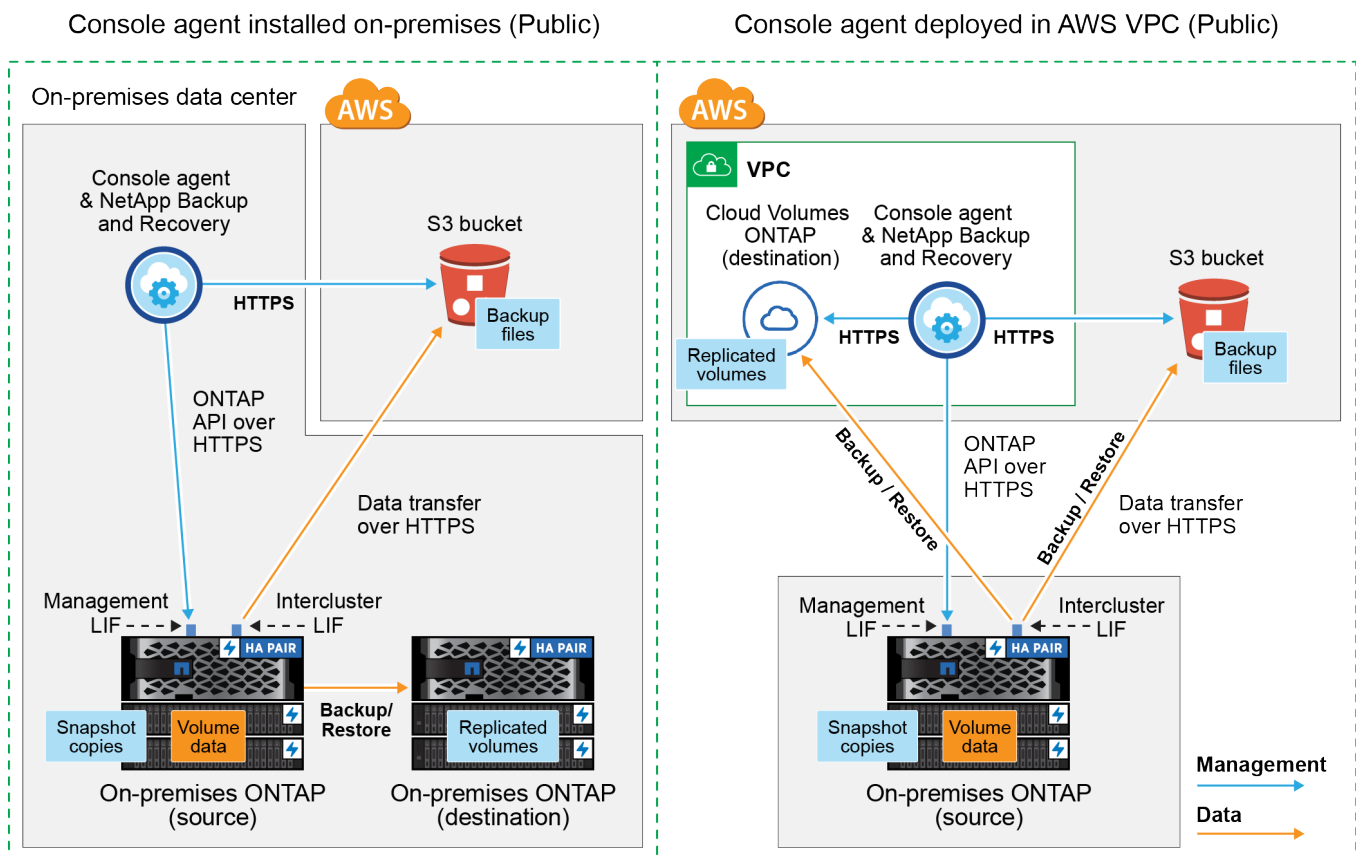 Console agent installed on-premises (Public)
On-premises data center
AWS
Console agent
& NetApp Backup
and Recovery
S3 bucket
HTTPS
Backup
files
ONTAP
API over
HTTPS
Data transfer
over HTTPS
Management
LIF
Intercluster
LIF
HA PAIR
HA PAIR
Snapshot
copies
Volume
data
Backup/
Restore
Replicated
volumes
On-premises ONTAP
(source)
On-premises ONTAP
(destination)
Console agent deployed in AWS VPC (Public)
AWS
VPC
Cloud Volumes
ONTAP
(destination)
Console agent
& NetApp Backup
and Recovery
S3 bucket
HTTPS
HTTPS
Replicated
volumes
Backup
files
Backup / Restore
ONTAP
API over
HTTPS
Backup / Restore
Data transfer
over HTTPS
Management
LIF
Intercluster
LIF
HA PAIR
Snapshot
copies
Volume
data
On-premises ONTAP
(source)
Management
Data